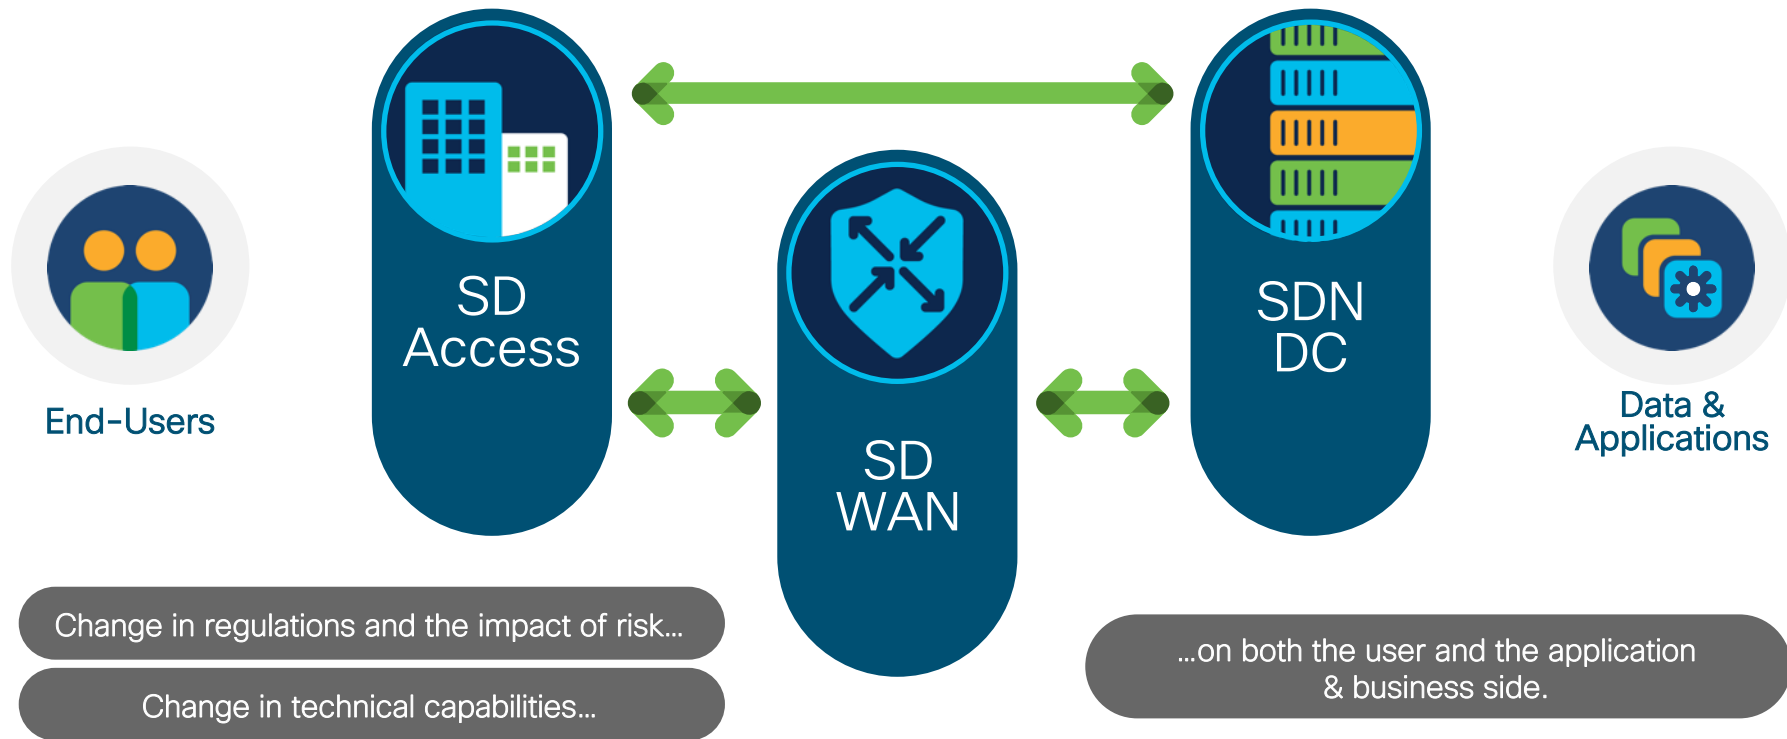 SD
Access
SDN
DC
End-Users
Data &
Applications
SD
WAN
Change in regulations and the impact of risk...
Change in technical capabilities...
...on both the user and the application
& business side.